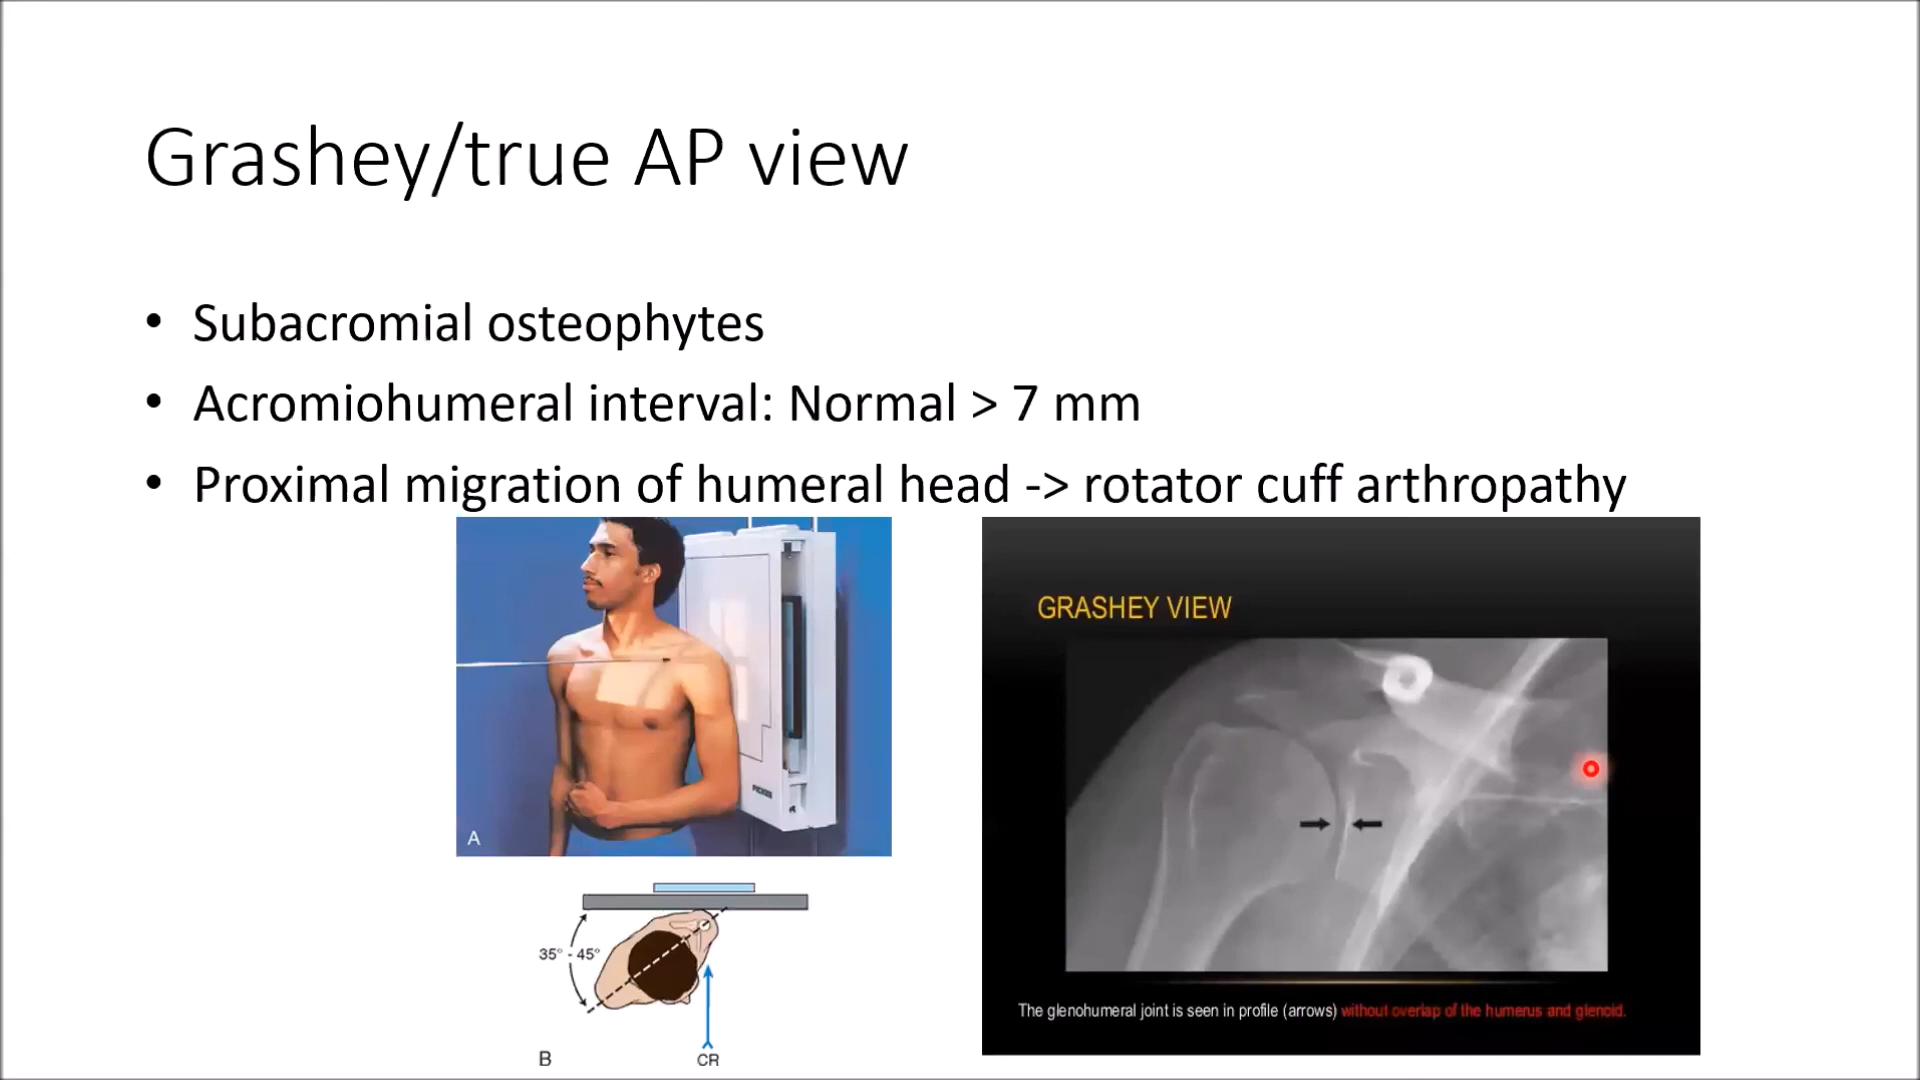 Grashey/true AP view
• Subacromial osteophytes
• Acromiohumeral interval: Normal > 7 mm
• Proximal migration of humeral head -> rotator cuff arthropathy
PICKER
A
35° - 45°
B
CR
GRASHEY VIEW
The glenohumeral joint is seen in profile (arrows) without overlap of the humerus and glenoid.